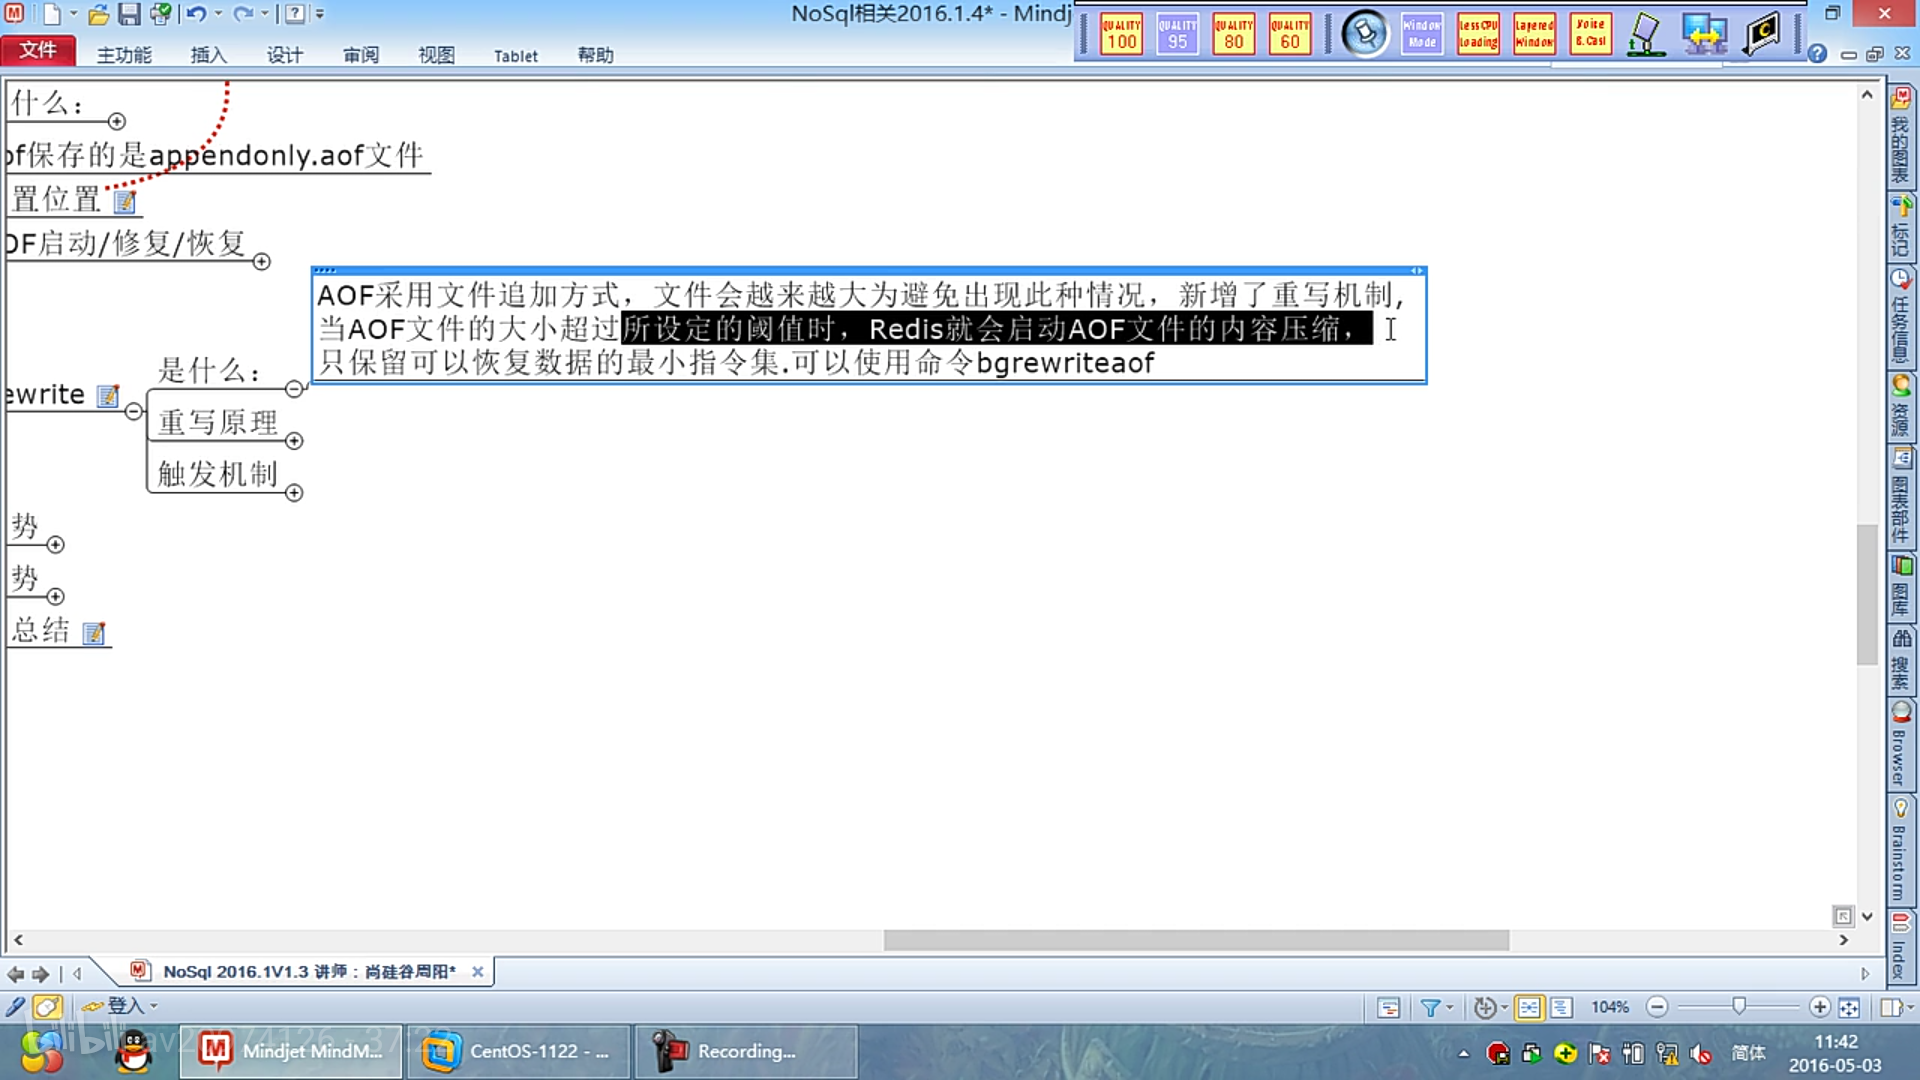 NoSql相关2016.1.4* - Mindj
QUALITY 100
QUALITY 95
QUALITY 80
QUALITY 60
Window Mode
LessCPU Loading
Layered Window
文件
主功能
插入
设计
审阅
视图
Tablet
帮助
什么：
of保存的是appendonly.aof文件
置位置
OF启动/修复/恢复
AOF采用文件追加方式，文件会越来越大为避免出现此种情况，新增了重写机制,
当AOF文件的大小超过所设定的阈值时，Redis就会启动AOF文件的内容压缩，
只保留可以恢复数据的最小指令集.可以使用命令bgrewriteaof
ewrite
是什么：
重写原理
触发机制
势
势
总结
我的图表
标记
任务信息
资源
图表部件
图库
搜索
Browser
Brainstorm
Index
NoSql 2016.1V1.3 讲师：尚硅谷周阳*
登入
104%
Mindjet MindM...
CentOS-1122 - ...
Recording...
简体
11:42
2016-05-03